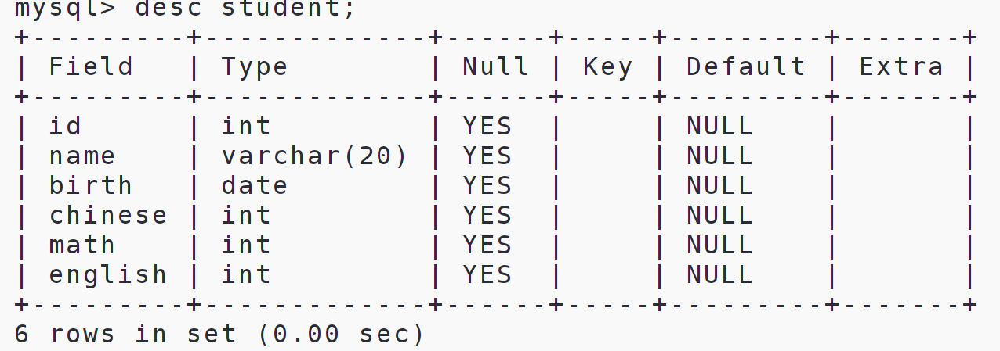 mysql> desc student;
+---------+-------------+------+-----+---------+-------+
| Field   | Type        | Null | Key | Default | Extra |
+---------+-------------+------+-----+---------+-------+
| id      | int         | YES  |     | NULL    |       |
| name    | varchar(20) | YES  |     | NULL    |       |
| birth   | date        | YES  |     | NULL    |       |
| chinese | int         | YES  |     | NULL    |       |
| math    | int         | YES  |     | NULL    |       |
| english | int         | YES  |     | NULL    |       |
+---------+-------------+------+-----+---------+-------+
6 rows in set (0.00 sec)